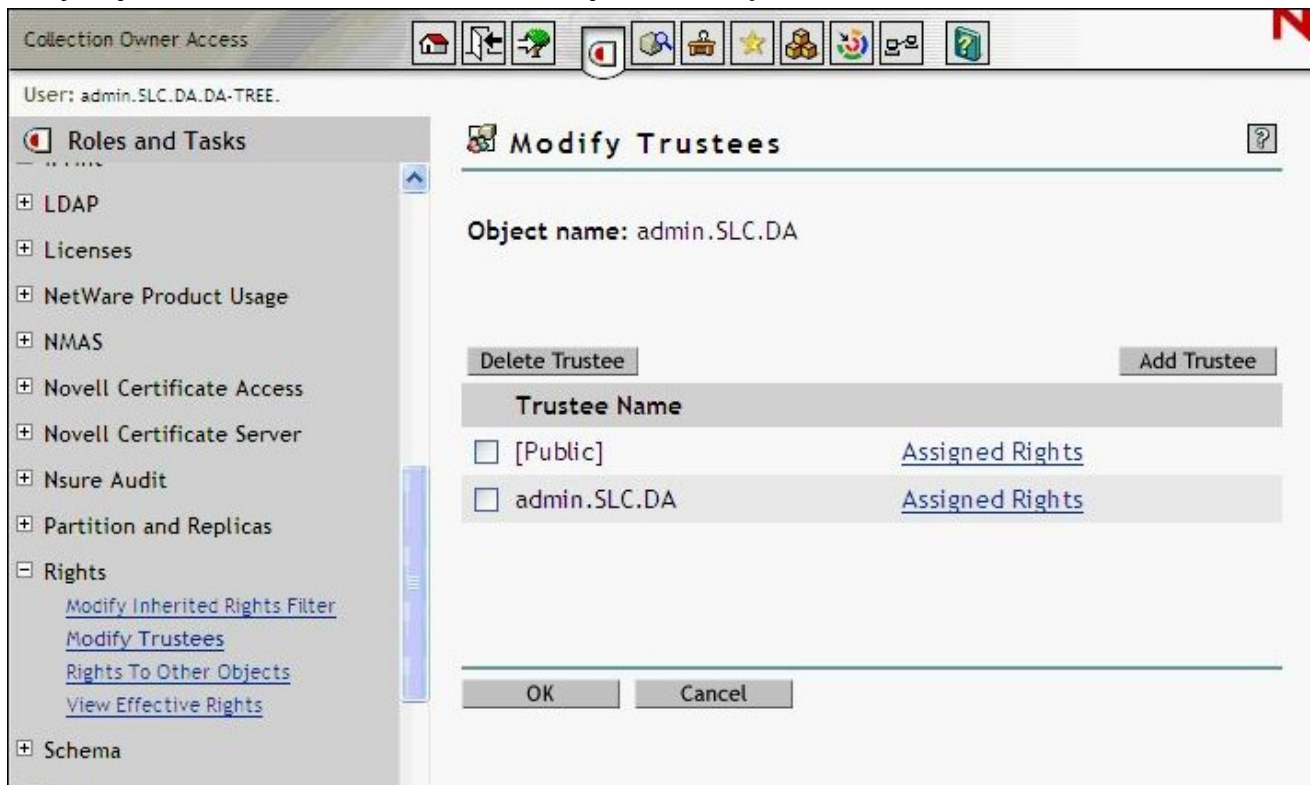 Collection Owner Access
N
User: admin.SLC.DA.DA-TREE.
Roles and Tasks
LDAP
Licenses
NetWare Product Usage
NMAS
Novell Certificate Access
Novell Certificate Server
Nsure Audit
Partition and Replicas
Rights
Modify Inherited Rights Filter
Modify Trustees
Rights To Other Objects
View Effective Rights
Schema
Modify Trustees
?
Object name: admin.SLC.DA
Delete Trustee Add Trustee
Trustee Name
[Public] Assigned Rights
admin.SLC.DA Assigned Rights
OK Cancel